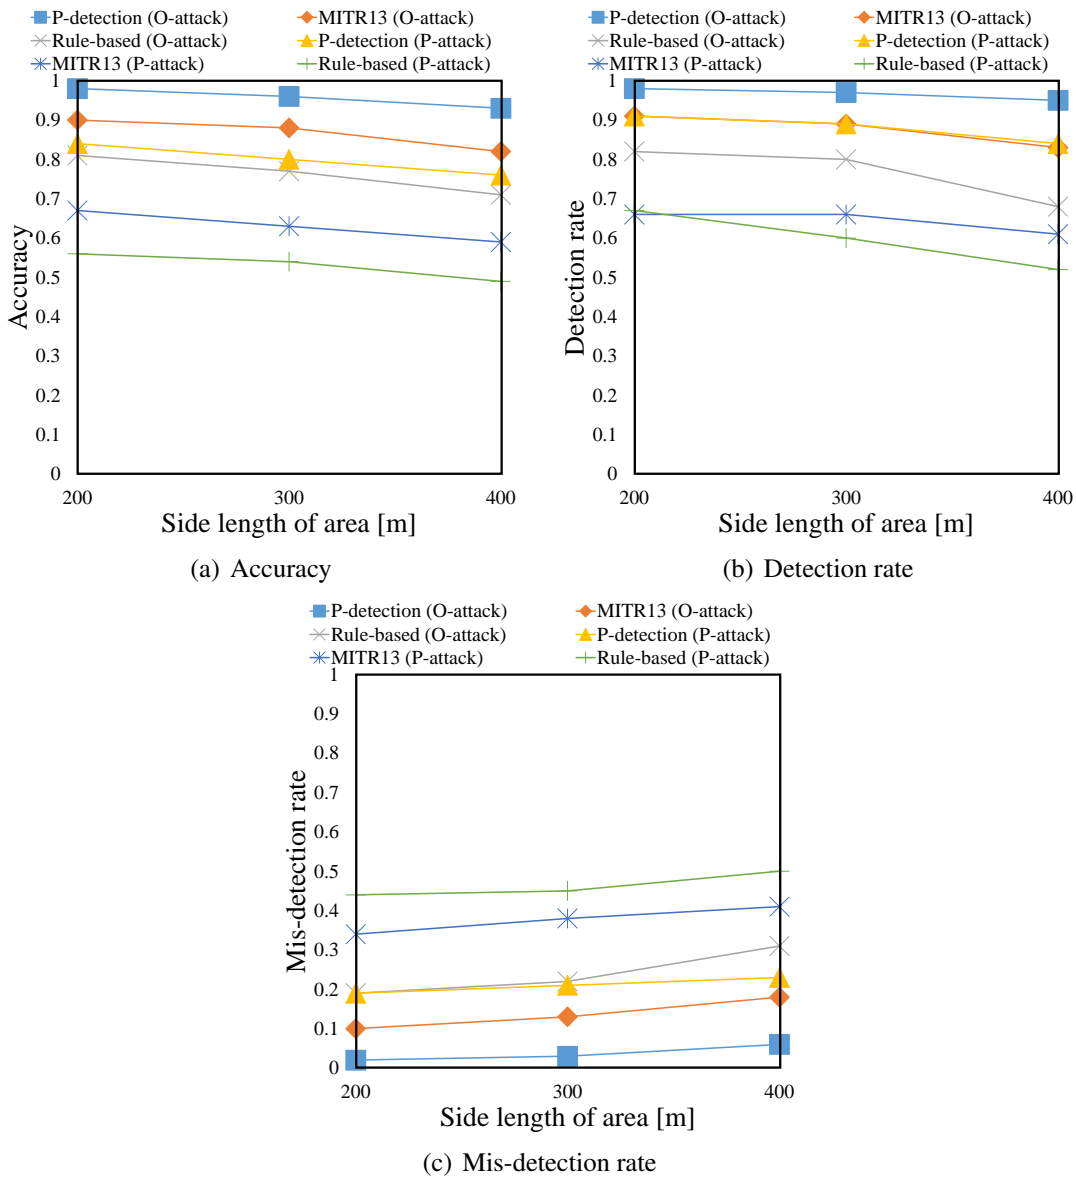 P-detection (O-attack) MITR13 (O-attack)
Rule-based (O-attack) P-detection (P-attack)
MITR13 (P-attack) Rule-based (P-attack)
1
0.9
0.8
0.7
0.6
0.5
0.4
0.3
0.2
0.1
0
Accuracy
200 300 400
Side length of area [m]
(a) Accuracy
P-detection (O-attack) MITR13 (O-attack)
Rule-based (O-attack) P-detection (P-attack)
MITR13 (P-attack) Rule-based (P-attack)
1
0.9
0.8
0.7
0.6
0.5
0.4
0.3
0.2
0.1
0
Detection rate
200 300 400
Side length of area [m]
(b) Detection rate
P-detection (O-attack) MITR13 (O-attack)
Rule-based (O-attack) P-detection (P-attack)
MITR13 (P-attack) Rule-based (P-attack)
1
0.9
0.8
0.7
0.6
0.5
0.4
0.3
0.2
0.1
0
Mis-detection rate
200 300 400
Side length of area [m]
(c) Mis-detection rate